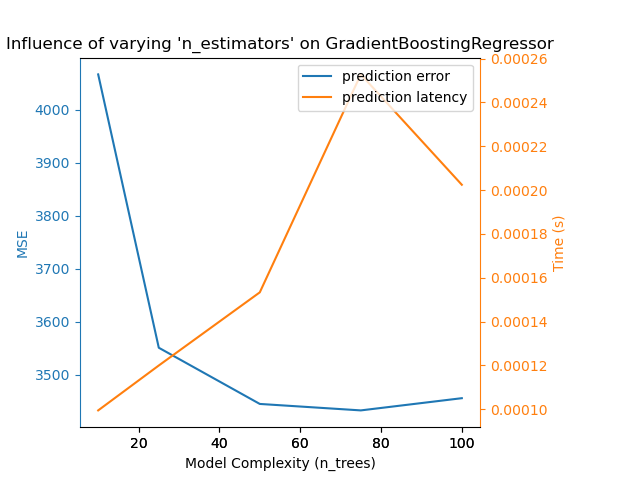 Influence of varying 'n_estimators' on GradientBoostingRegressor
prediction error
prediction latency
4000
3900
3800
3700
3600
3500
MSE
0.00026
0.00024
0.00022
0.00020
0.00018
0.00016
0.00014
0.00012
0.00010
Time (s)
20 40 60 80 100
Model Complexity (n_trees)